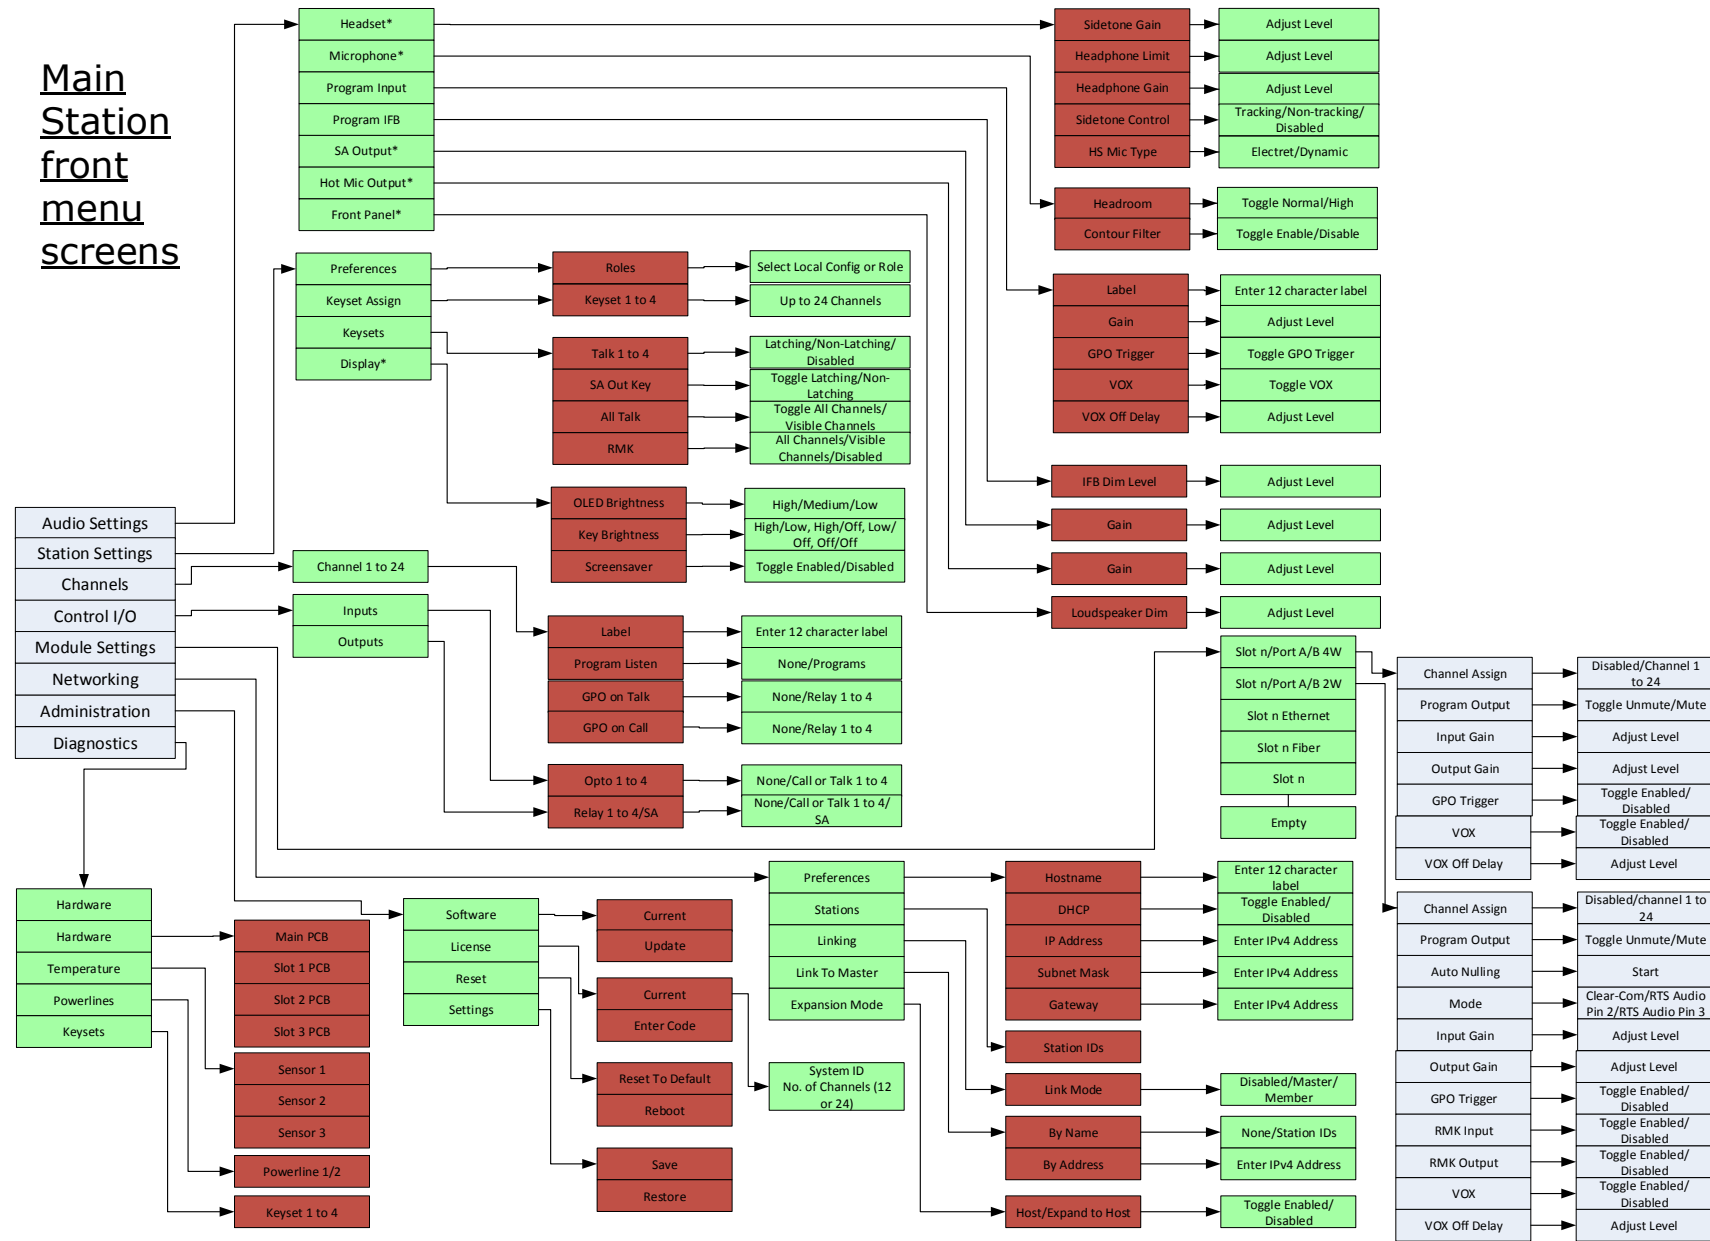 Main
Station
front
menu
screens
Audio Settings
Station Settings
Channels
Control I/O
Module Settings
Networking
Administration
Diagnostics
Headset*
Microphone*
Program Input
Program IFB
SA Output*
Hot Mic Output*
Front Panel*
Sidetone Gain
Adjust Level
Headphone Limit
Adjust Level
Headphone Gain
Adjust Level
Sidetone Control
Tracking/Non-tracking/
Disabled
HS Mic Type
Electret/Dynamic
Headroom
Toggle Normal/High
Contour Filter
Toggle Enable/Disable
Label
Enter 12 character label
Gain
Adjust Level
GPO Trigger
Toggle GPO Trigger
VOX
Toggle VOX
VOX Off Delay
Adjust Level
IFB Dim Level
Adjust Level
Gain
Adjust Level
Gain
Adjust Level
Loudspeaker Dim
Adjust Level
Preferences
Keyset Assign
Keysets
Display*
Roles
Select Local Config or Role
Keyset 1 to 4
Up to 24 Channels
Talk 1 to 4
Latching/Non-Latching/
Disabled
SA Out Key
Toggle Latching/Non-
Latching
All Talk
Toggle All Channels/
Visible Channels
RMK
All Channels/Visible
Channels/Disabled
OLED Brightness
High/Medium/Low
Key Brightness
High/Low, High/Off, Low/
Off, Off/Off
Screensaver
Toggle Enabled/Disabled
Channel 1 to 24
Inputs
Outputs
Label
Enter 12 character label
Program Listen
None/Programs
GPO on Talk
None/Relay 1 to 4
GPO on Call
None/Relay 1 to 4
Opto 1 to 4
None/Call or Talk 1 to 4
Relay 1 to 4/SA
None/Call or Talk 1 to 4/
SA
Slot n/Port A/B 4W
Slot n/Port A/B 2W
Slot n Ethernet
Slot n Fiber
Slot n
Empty
Channel Assign
Disabled/Channel 1
to 24
Program Output
Toggle Unmute/Mute
Input Gain
Adjust Level
Output Gain
Adjust Level
GPO Trigger
Toggle Enabled/
Disabled
VOX
Toggle Enabled/
Disabled
VOX Off Delay
Adjust Level
Channel Assign
Disabled/channel 1 to
24
Program Output
Toggle Unmute/Mute
Auto Nulling
Start
Mode
Clear-Com/RTS Audio
Pin 2/RTS Audio Pin 3
Input Gain
Adjust Level
Output Gain
Adjust Level
GPO Trigger
Toggle Enabled/
Disabled
RMK Input
Toggle Enabled/
Disabled
RMK Output
Toggle Enabled/
Disabled
VOX
Toggle Enabled/
Disabled
VOX Off Delay
Adjust Level
Preferences
Stations
Linking
Link To Master
Expansion Mode
Hostname
Enter 12 character
label
DHCP
Toggle Enabled/
Disabled
IP Address
Enter IPv4 Address
Subnet Mask
Enter IPv4 Address
Gateway
Enter IPv4 Address
Station IDs
Link Mode
Disabled/Master/
Member
By Name
None/Station IDs
By Address
Enter IPv4 Address
Host/Expand to Host
Toggle Enabled/
Disabled
Software
License
Reset
Settings
Current
Update
Current
Enter Code
System ID
No. of Channels (12
or 24)
Reset To Default
Reboot
Save
Restore
Hardware
Hardware
Temperature
Powerlines
Keysets
Main PCB
Slot 1 PCB
Slot 2 PCB
Slot 3 PCB
Sensor 1
Sensor 2
Sensor 3
Powerline 1/2
Keyset 1 to 4